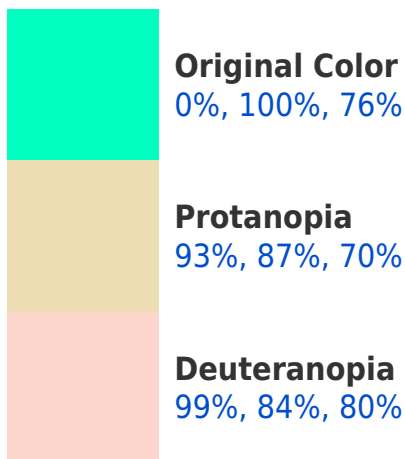 Original Color
0%, 100%, 76%
Protanopia
93%, 87%, 70%
Deuteranopia
99%, 84%, 80%